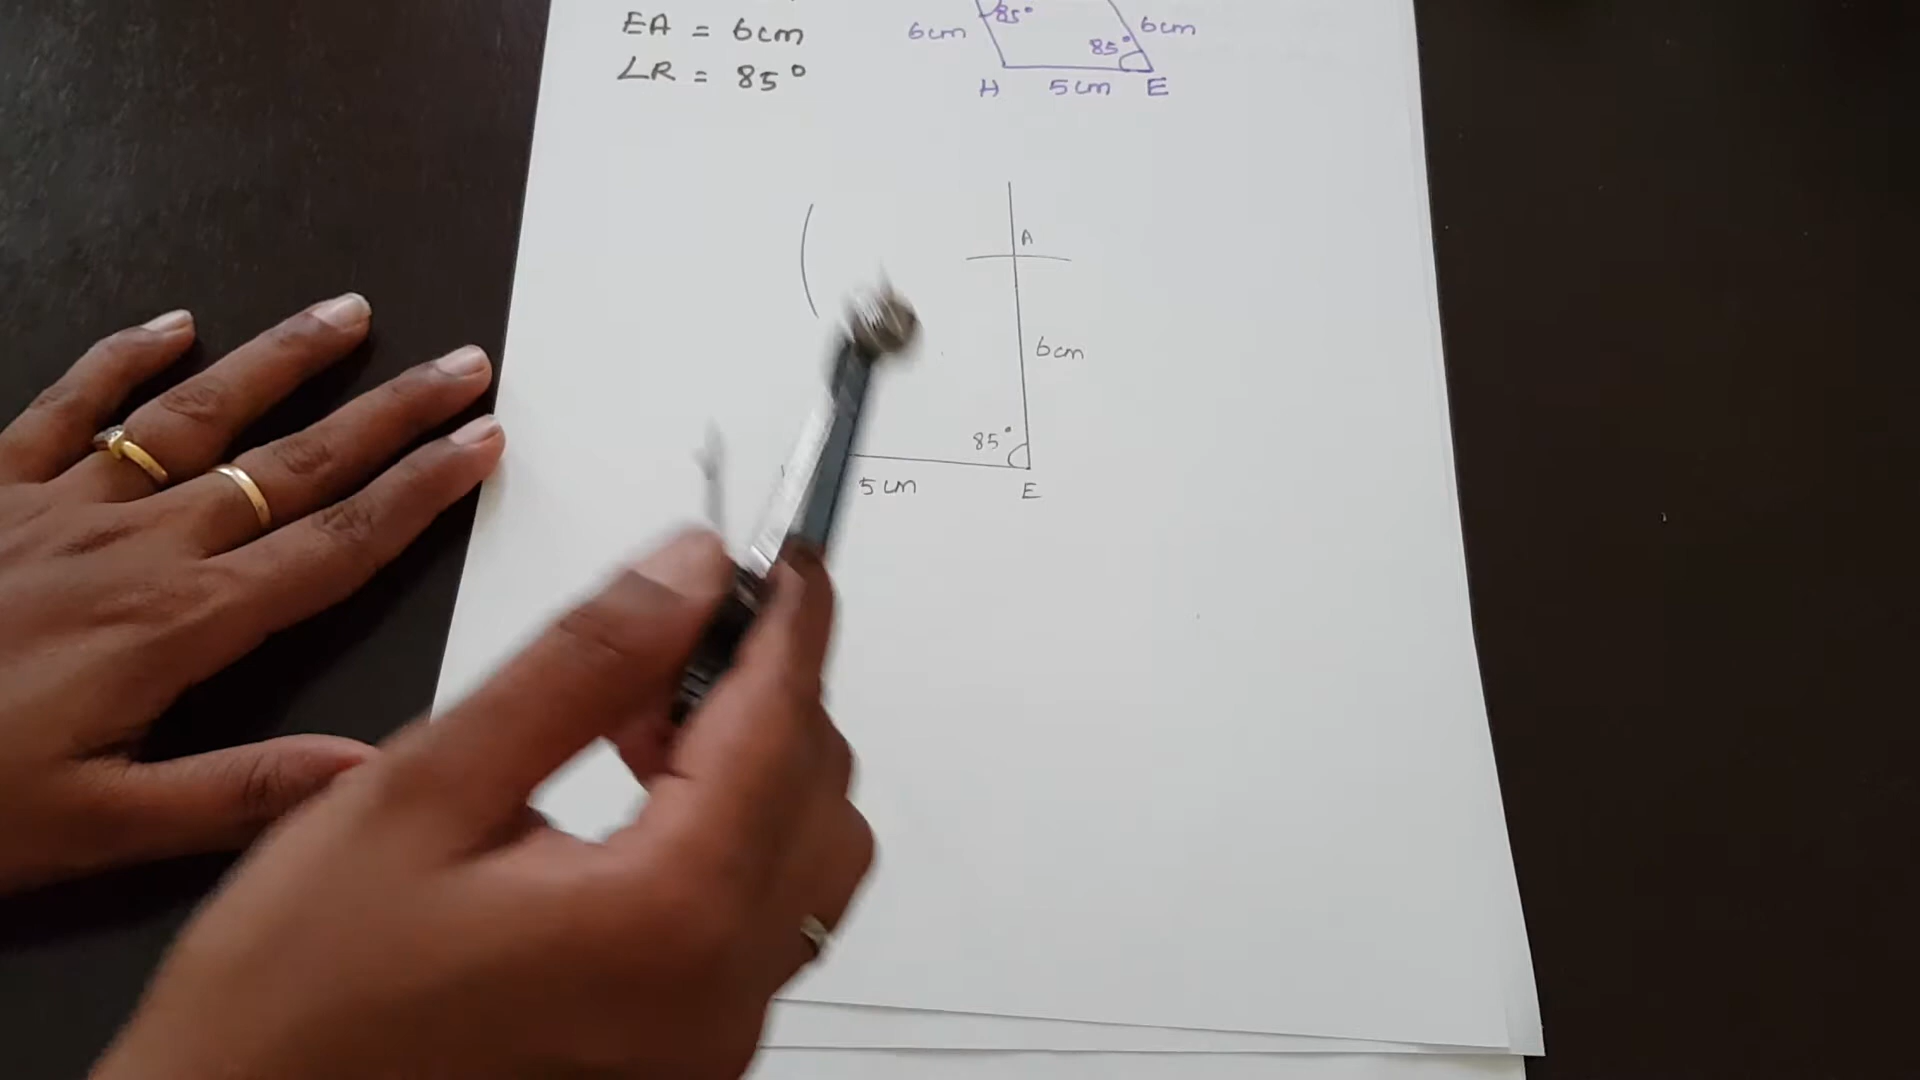 EA = 6cm
∠R = 85°
85°
6cm
6cm
85°
H 5cm E
A
6cm
85°
5cm E